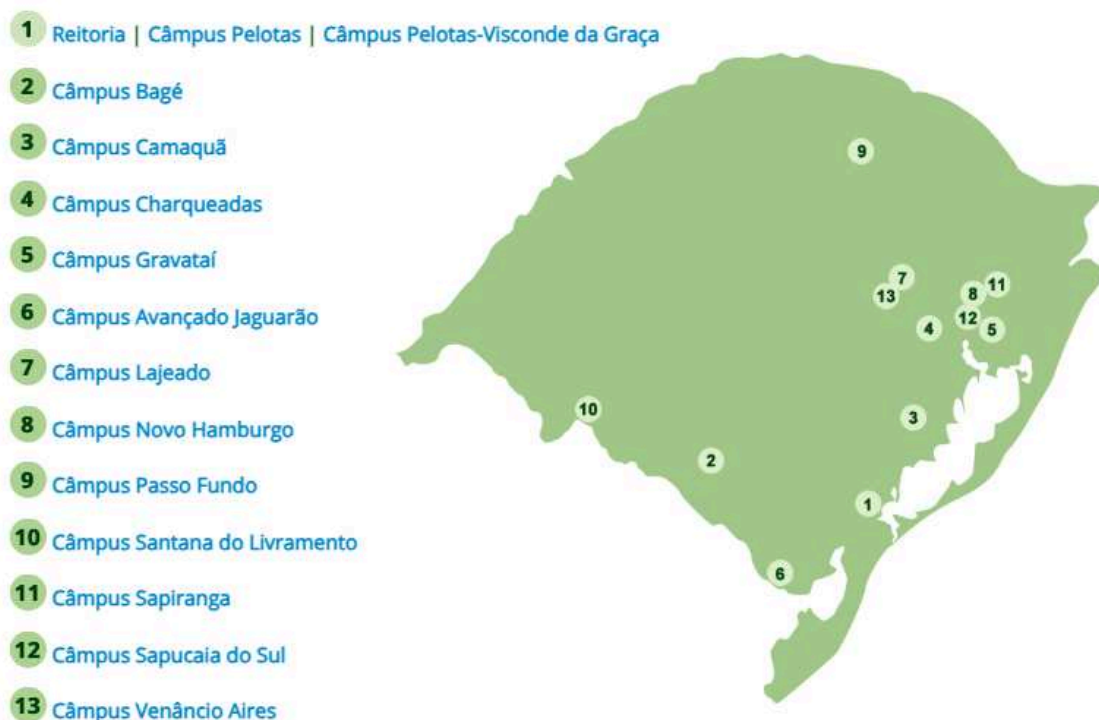 1 Reitoria | Câmpus Pelotas | Câmpus Pelotas-Visconde da Graça
2 Câmpus Bagé
3 Câmpus Camaquã
4 Câmpus Charqueadas
5 Câmpus Gravataí
6 Câmpus Avançado Jaguarão
7 Câmpus Lajeado
8 Câmpus Novo Hamburgo
9 Câmpus Passo Fundo
10 Câmpus Santana do Livramento
11 Câmpus Sapiranga
12 Câmpus Sapucaia do Sul
13 Câmpus Venâncio Aires
9
7
11
13
8
12
4
5
10
3
2
1
6